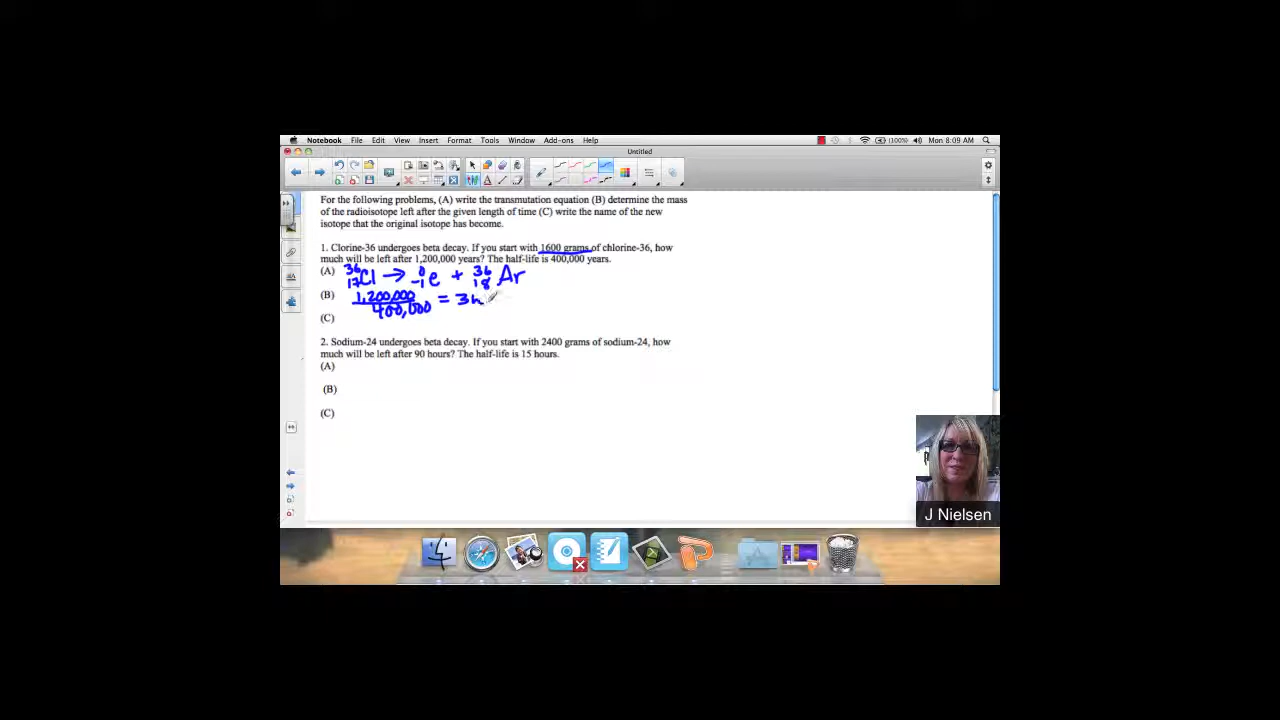 Notebook File Edit View Insert Format Tools Window Add-ons Help (100%) Mon 8:09 AM
Untitled
For the following problems, (A) write the transmutation equation (B) determine the mass
of the radioisotope left after the given length of time (C) write the name of the new
isotope that the original isotope has become.
1. Clorine-36 undergoes beta decay. If you start with 1600 grams of chlorine-36, how
much will be left after 1,200,000 years? The half-life is 400,000 years.
(A) 36 17 Cl → 0 -1 e + 36 18 Ar
(B) 1,200,000 / 400,000 = 3h
(C)
2. Sodium-24 undergoes beta decay. If you start with 2400 grams of sodium-24, how
much will be left after 90 hours? The half-life is 15 hours.
(A)
(B)
(C)
J Nielsen